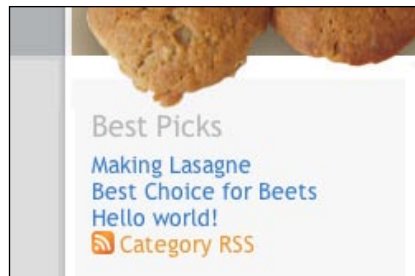 Best Picks
Making Lasagne
Best Choice for Beets
Hello world!
Category RSS